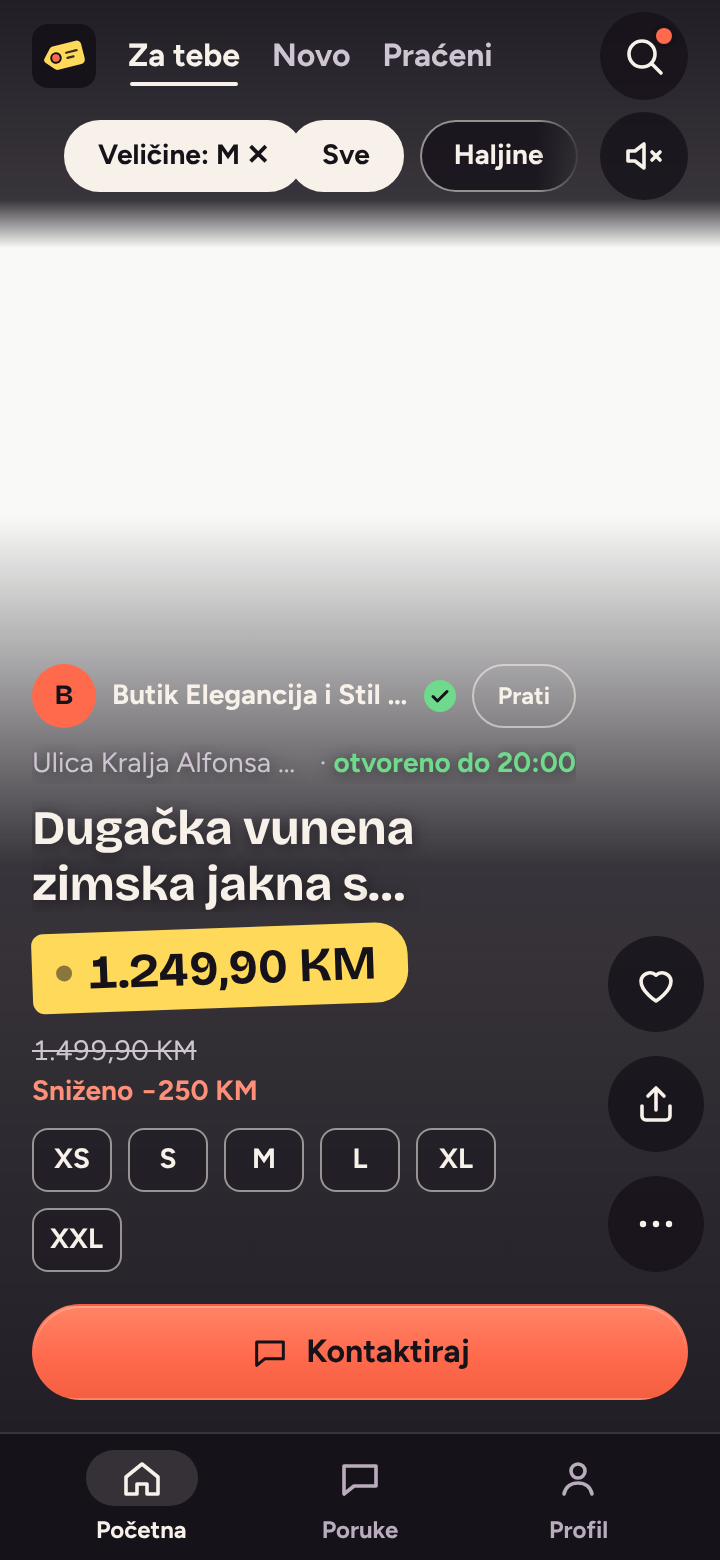 Za tebe Novo Praćeni
Veličine: M ✕ Sve Haljine
B Butik Elegancija i Stil ... Prati
Ulica Kralja Alfonsa ... · otvoreno do 20:00
Dugačka vunena
zimska jakna s...
1.249,90 KM
1.499,90 KM
Sniženo −250 KM
XS S M L XL
XXL
Kontaktiraj
Početna Poruke Profil